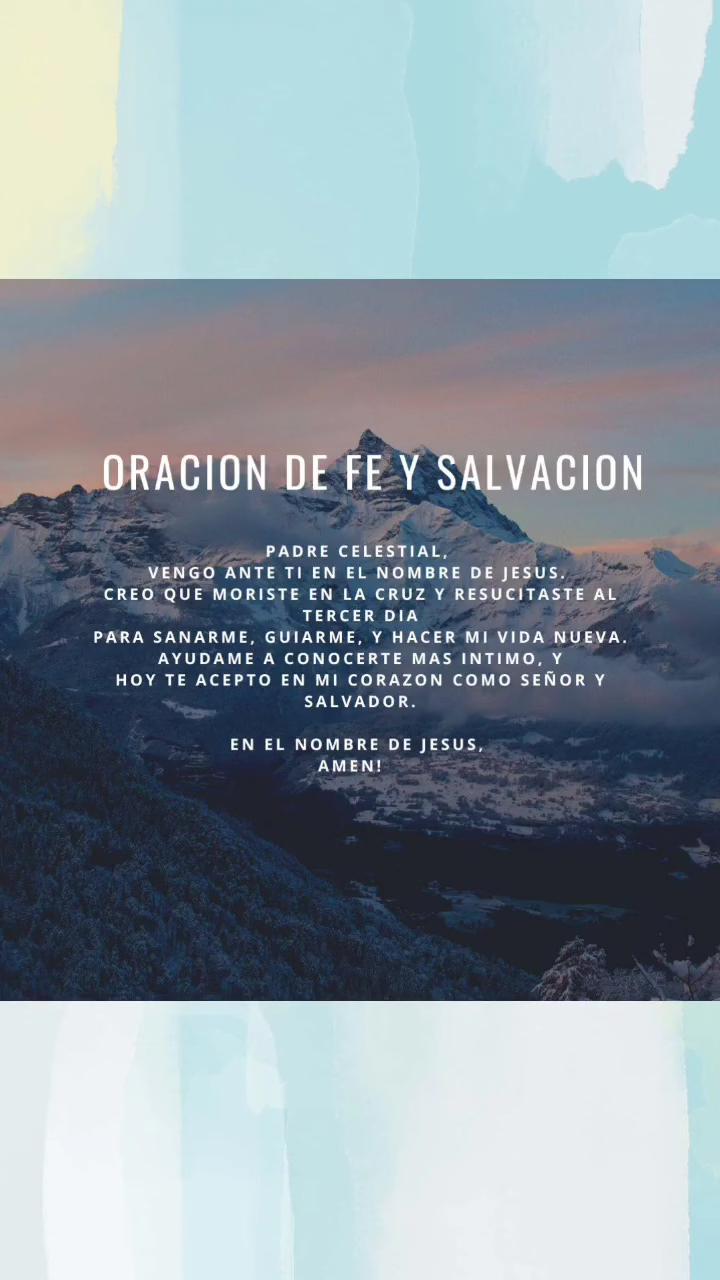 ORACION DE FE Y SALVACION
PADRE CELESTIAL,
VENGO ANTE TI EN EL NOMBRE DE JESUS.
CREO QUE MORISTE EN LA CRUZ Y RESUCITASTE AL
TERCER DIA
PARA SANARME, GUIARME, Y HACER MI VIDA NUEVA.
AYUDAME A CONOCERTE MAS INTIMO, Y
HOY TE ACEPTO EN MI CORAZON COMO SEÑOR Y
SALVADOR.
EN EL NOMBRE DE JESUS,
AMEN!